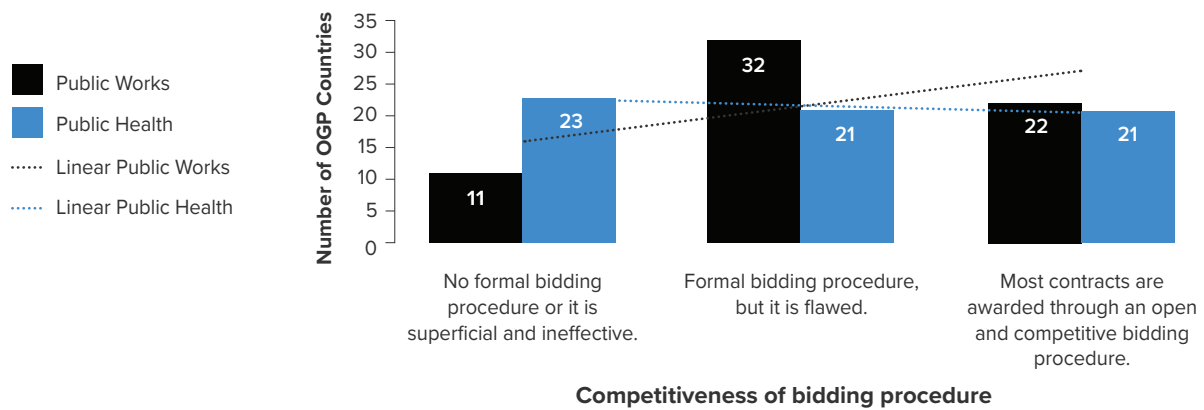 Public Works
Public Health
Linear Public Works
Linear Public Health
Number of OGP Countries
35
30
25
20
15
10
5
0
11
23
32
21
22
21
No formal bidding
procedure or it is
superficial and ineffective.
Formal bidding procedure,
but it is flawed.
Most contracts are
awarded through an open
and competitive bidding
procedure.
Competitiveness of bidding procedure